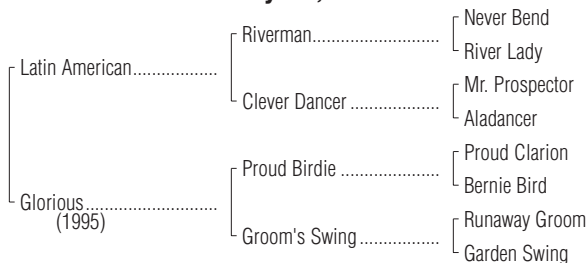 Never Bend
Riverman
River Lady
Latin American
Mr. Prospector
Clever Dancer
Aladancer
Proud Clarion
Proud Birdie
Bernie Bird
Glorious
(1995)
Runaway Groom
Groom's Swing
Garden Swing